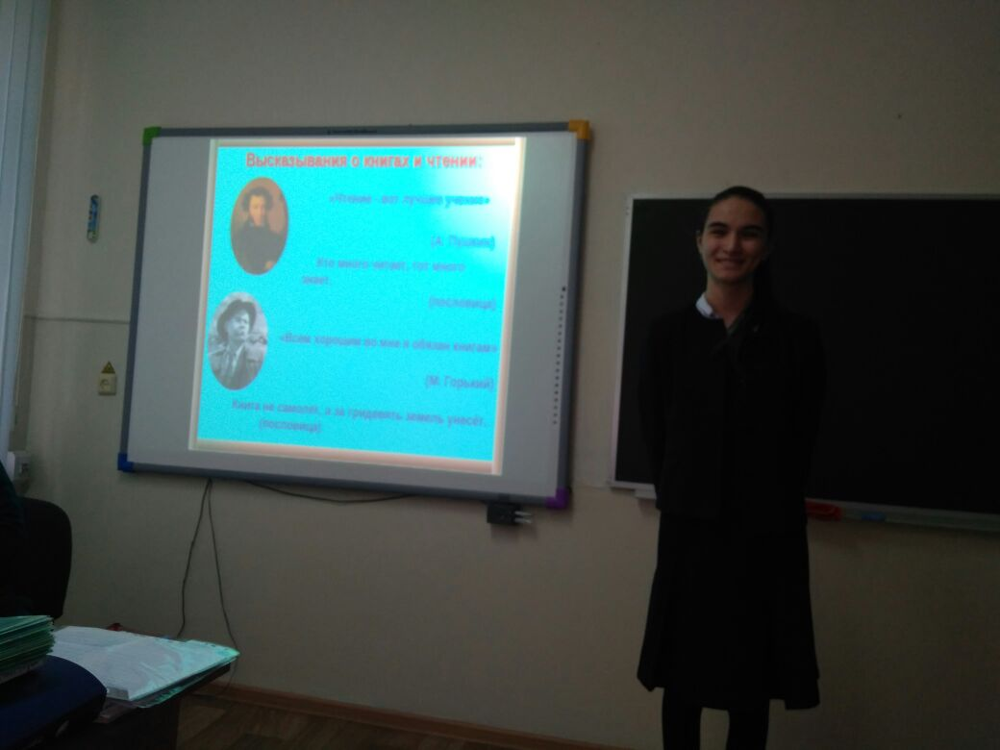 Высказывания о книгах и чтении:
«Чтение - вот лучшее учение»
(А. Пушкин)
Кто много читает, тот много
знает.
(пословица)
«Всем хорошим во мне я обязан книгам»
(М. Горький)
Книга не самолет, а за тридевять земель унесёт.
(пословица)